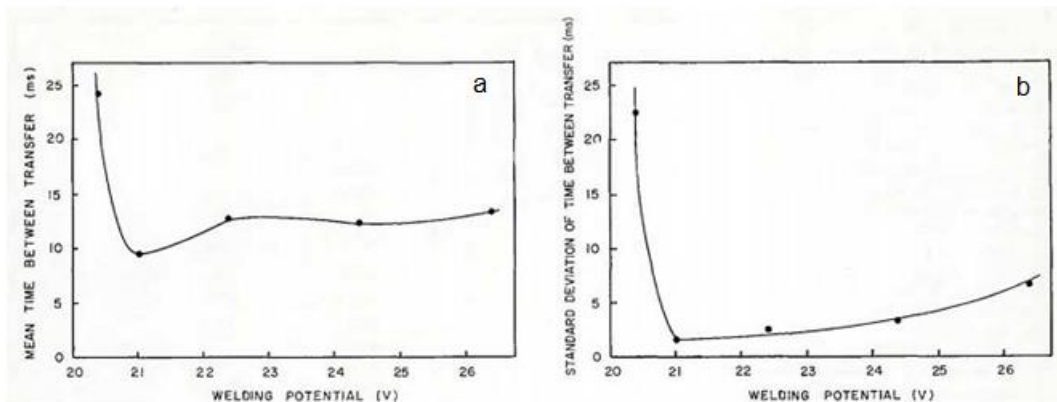 MEAN TIME BETWEEN TRANSFER (ms)
25
20
15
10
5
0
20 21 22 23 24 25 26
WELDING POTENTIAL (V)
a
STANDARD DEVIATION OF TIME BETWEEN TRANSFER (ms)
25
20
15
10
5
0
20 21 22 23 24 25 26
WELDING POTENTIAL (V)
b